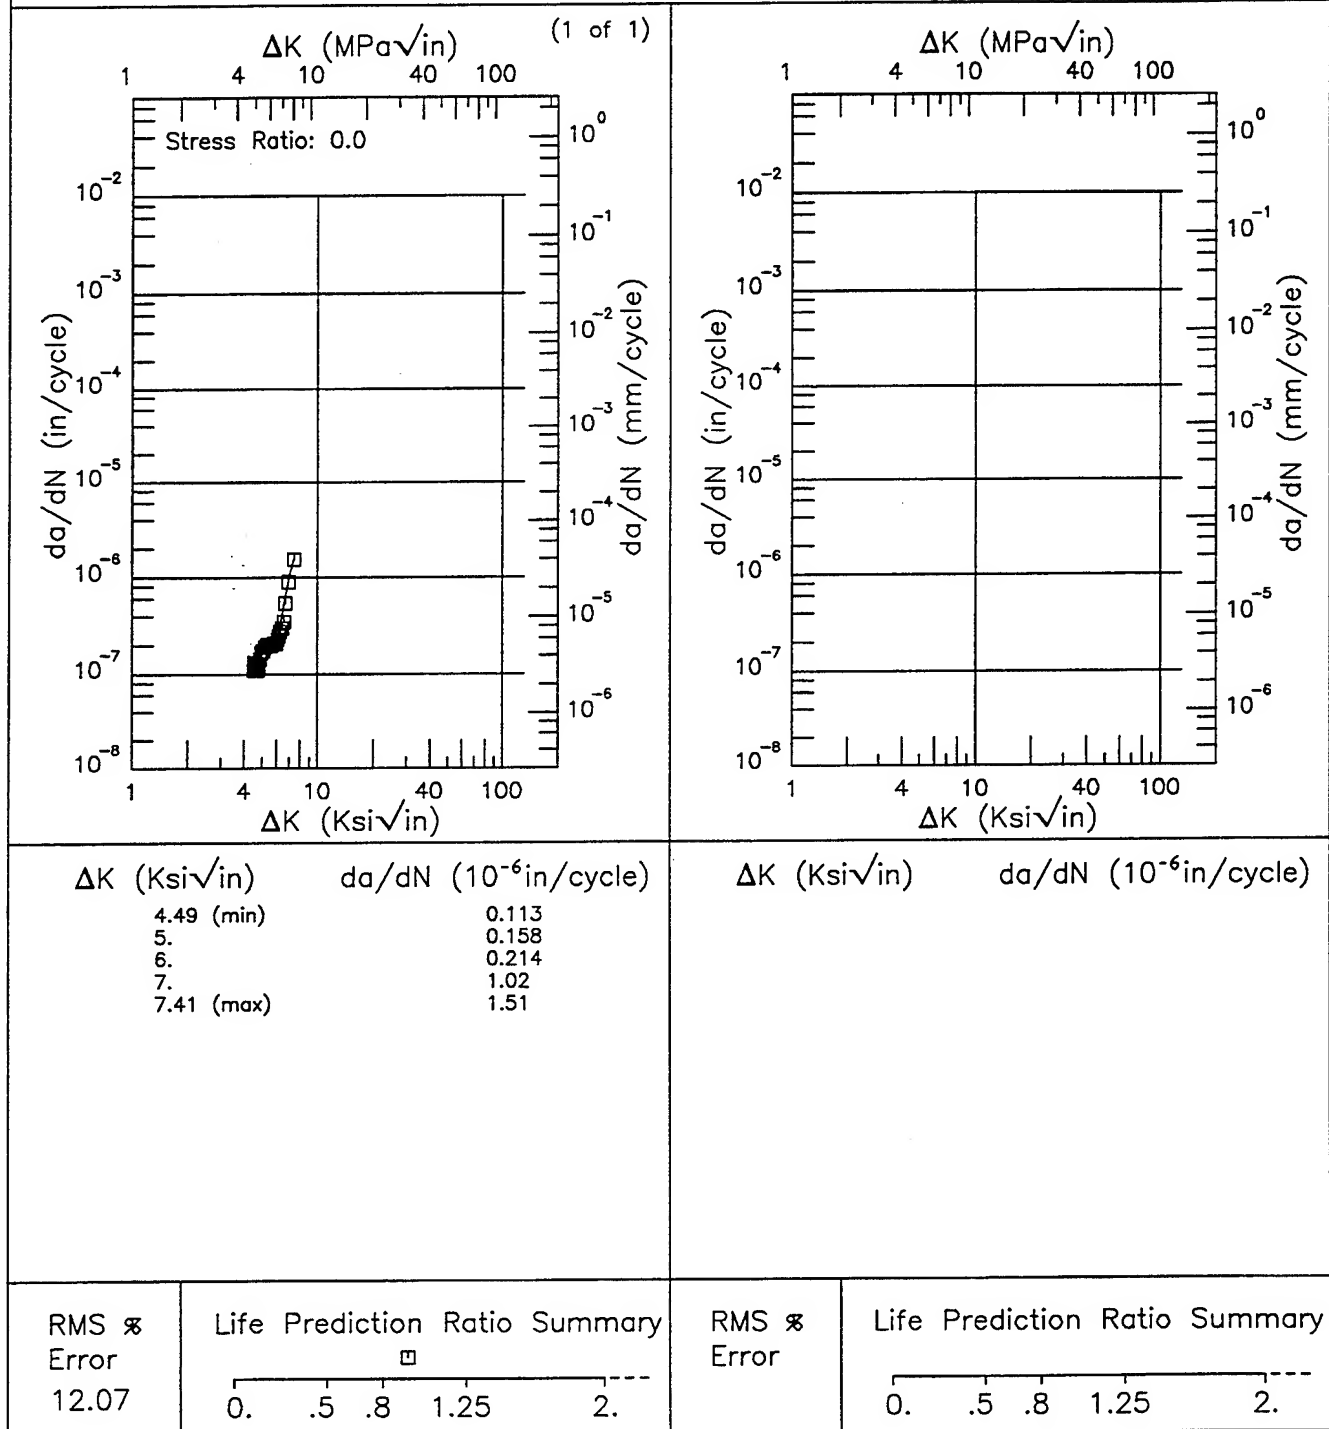 (1 of 1)
ΔK (MPa√in)
1 4 10 40 100
Stress Ratio: 0.0
da/dN (in/cycle)
10⁻²
10⁻³
10⁻⁴
10⁻⁵
10⁻⁶
10⁻⁷
10⁻⁸
10⁰
10⁻¹
10⁻²
10⁻³
10⁻⁴
10⁻⁵
10⁻⁶
da/dN (mm/cycle)
1 4 10 40 100
ΔK (Ksi√in)
ΔK (MPa√in)
1 4 10 40 100
da/dN (in/cycle)
10⁻²
10⁻³
10⁻⁴
10⁻⁵
10⁻⁶
10⁻⁷
10⁻⁸
10⁰
10⁻¹
10⁻²
10⁻³
10⁻⁴
10⁻⁵
10⁻⁶
da/dN (mm/cycle)
1 4 10 40 100
ΔK (Ksi√in)
ΔK (Ksi√in) da/dN (10⁻⁶in/cycle)
4.49 (min) 0.113
5. 0.158
6. 0.214
7. 1.02
7.41 (max) 1.51
ΔK (Ksi√in) da/dN (10⁻⁶in/cycle)
RMS %
Error
12.07
Life Prediction Ratio Summary
0. .5 .8 1.25 2.
RMS %
Error
Life Prediction Ratio Summary
0. .5 .8 1.25 2.